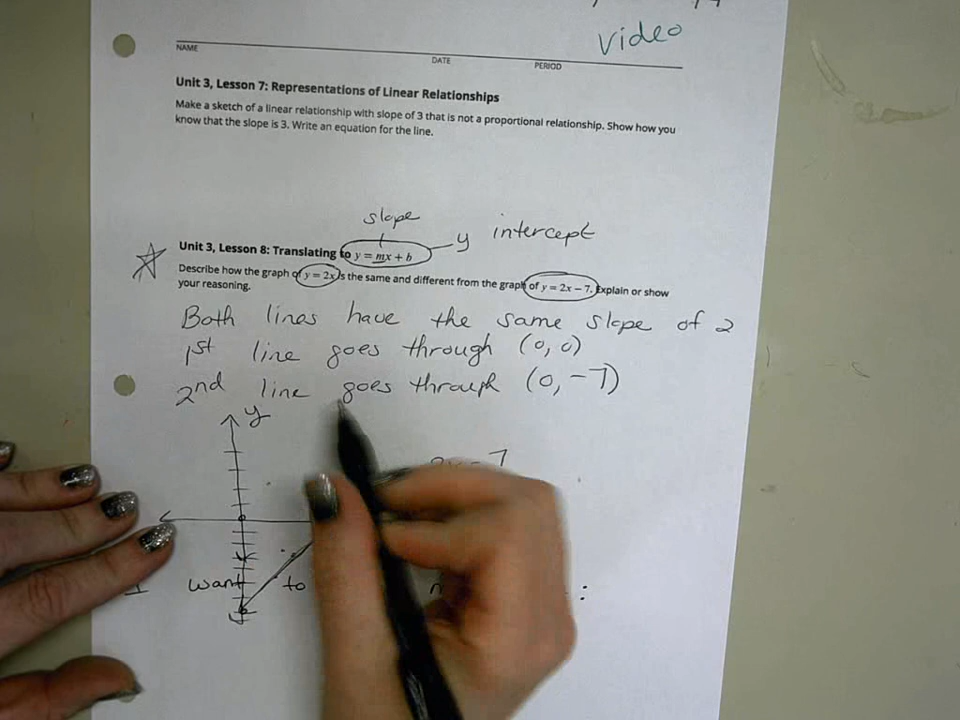 video
NAME
DATE
PERIOD
Unit 3, Lesson 7: Representations of Linear Relationships
Make a sketch of a linear relationship with slope of 3 that is not a proportional relationship. Show how you
know that the slope is 3. Write an equation for the line.
slope
y intercept
Unit 3, Lesson 8: Translating to y = mx + b
Describe how the graph of y = 2x is the same and different from the graph of y = 2x − 7. Explain or show
your reasoning.
Both lines have the same slope of 2
1st line goes through (0, 0)
2nd line goes through (0, -7)
y
- 7
want to
: